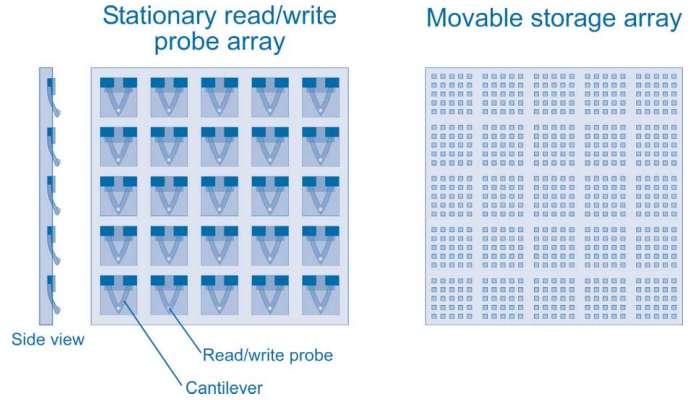 Stationary read/write
probe array
Movable storage array
Side view
Read/write probe
Cantilever